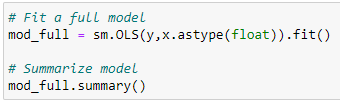 # Fit a full model
mod_full = sm.OLS(y,x.astype(float)).fit()
# Summarize model
mod_full.summary()